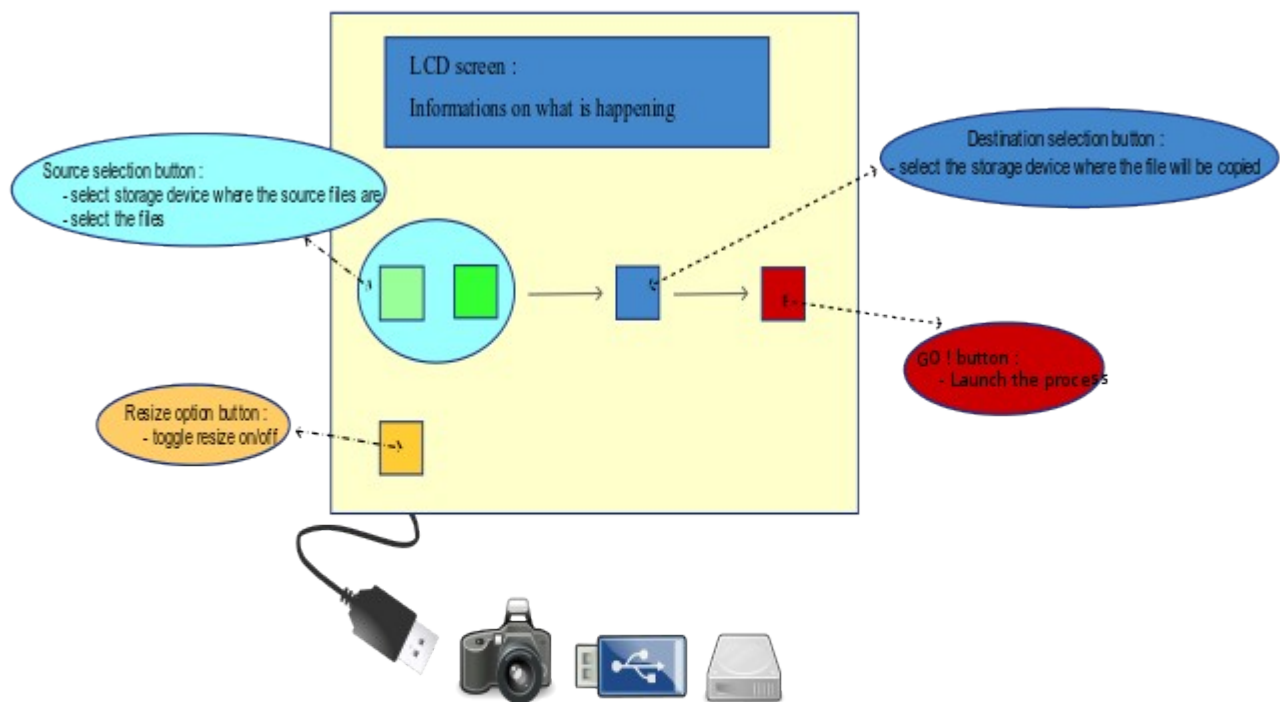 LCD screen :
Informations on what is happening
Source selection button :
- select storage device where the source files are
- select the files
Destination selection button :
- select the storage device where the file will be copied
GO ! button :
- Launch the process
Resize option button :
- toggle resize on/off